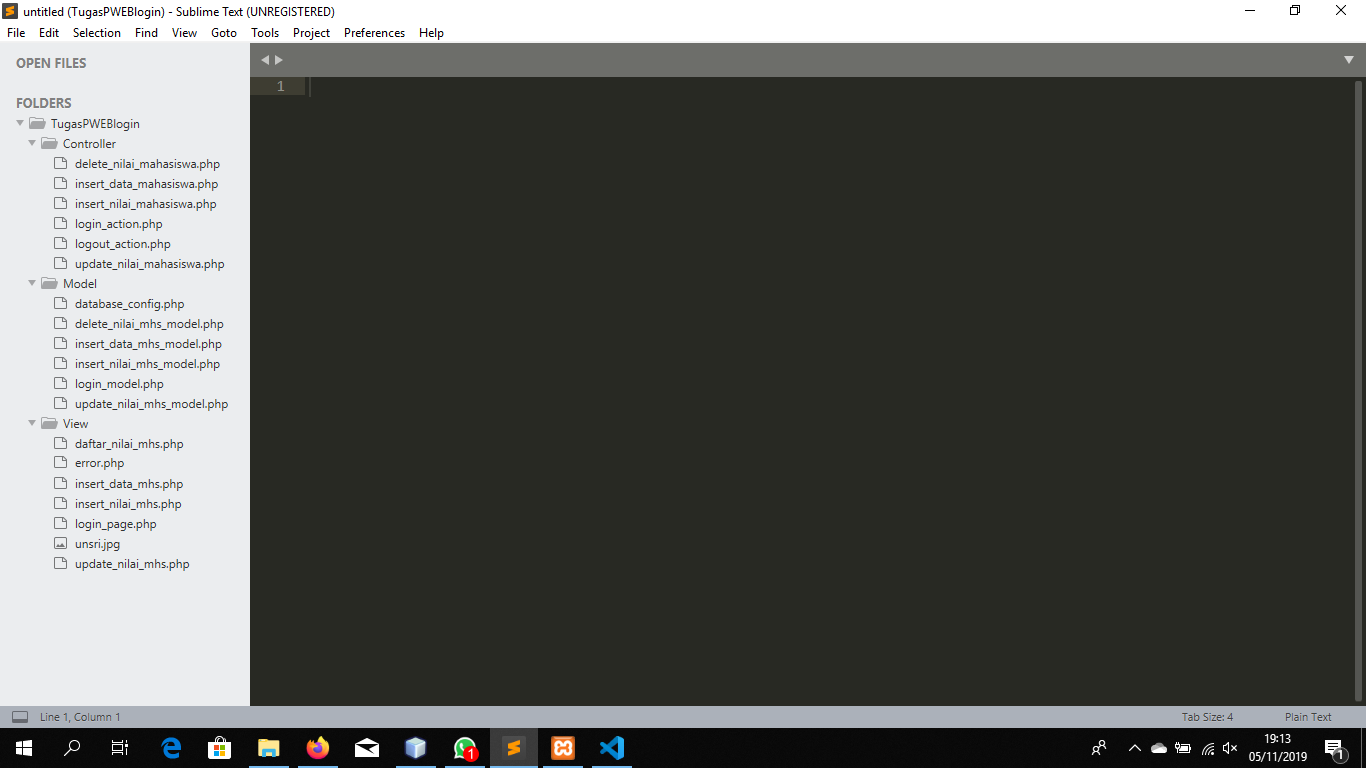 untitled (TugasPWEBlogin) - Sublime Text (UNREGISTERED)
File Edit Selection Find View Goto Tools Project Preferences Help
OPEN FILES
FOLDERS
TugasPWEBlogin
Controller
delete_nilai_mahasiswa.php
insert_data_mahasiswa.php
insert_nilai_mahasiswa.php
login_action.php
logout_action.php
update_nilai_mahasiswa.php
Model
database_config.php
delete_nilai_mhs_model.php
insert_data_mhs_model.php
insert_nilai_mhs_model.php
login_model.php
update_nilai_mhs_model.php
View
daftar_nilai_mhs.php
error.php
insert_data_mhs.php
insert_nilai_mhs.php
login_page.php
unsri.jpg
update_nilai_mhs.php
1
Line 1, Column 1 Tab Size: 4 Plain Text
1
19:13
05/11/2019
1